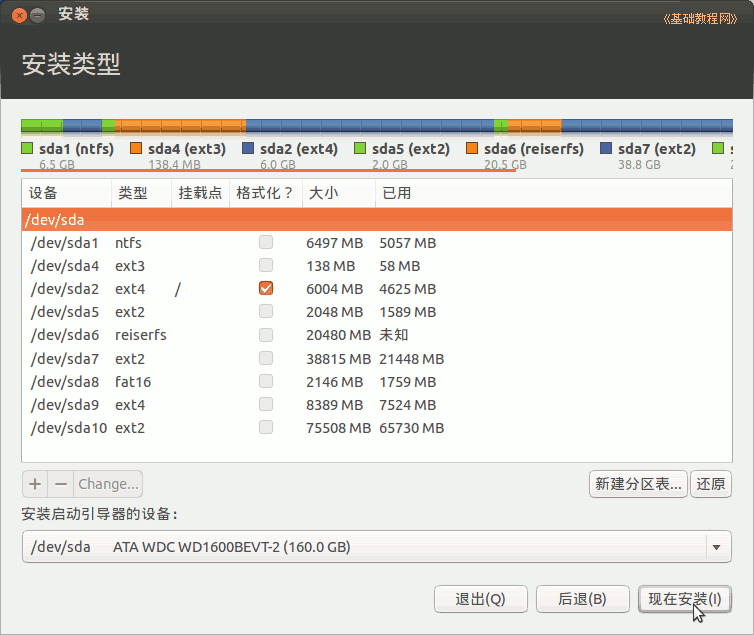 安装
《基础教程网》
安装类型
sda1 (ntfs) sda4 (ext3) sda2 (ext4) sda5 (ext2) sda6 (reiserfs) sda7 (ext2)
6.5 GB 138.4 MB 6.0 GB 2.0 GB 20.5 GB 38.8 GB
设备 类型 挂载点 格式化？ 大小 已用
/dev/sda
/dev/sda1 ntfs 6497 MB 5057 MB
/dev/sda4 ext3 138 MB 58 MB
/dev/sda2 ext4 / 6004 MB 4625 MB
/dev/sda5 ext2 2048 MB 1589 MB
/dev/sda6 reiserfs 20480 MB 未知
/dev/sda7 ext2 38815 MB 21448 MB
/dev/sda8 fat16 2146 MB 1759 MB
/dev/sda9 ext4 8389 MB 7524 MB
/dev/sda10 ext2 75508 MB 65730 MB
+ − Change... 新建分区表... 还原
安装启动引导器的设备：
/dev/sda ATA WDC WD1600BEVT-2 (160.0 GB)
退出(Q) 后退(B) 现在安装(I)